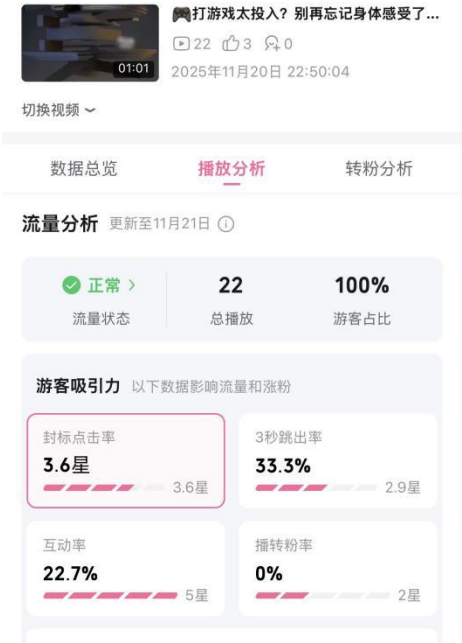 🎮打游戏太投入？别再忘记身体感受了...
22 3 0
01:01
2025年11月20日 22:50:04
切换视频
数据总览 播放分析 转粉分析
流量分析 更新至11月21日
正常 22 100%
流量状态 总播放 游客占比
游客吸引力 以下数据影响流量和涨粉
封标点击率 3秒跳出率
3.6星 33.3%
3.6星 2.9星
互动率 播转粉率
22.7% 0%
5星 2星